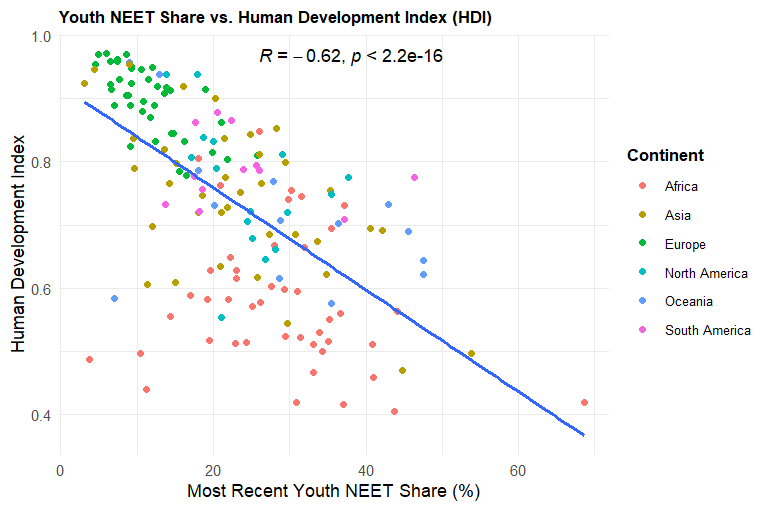 Youth NEET Share vs. Human Development Index (HDI)
R = −0.62, p < 2.2e-16
1.0
0.8
0.6
0.4
Human Development Index
0
20
40
60
Most Recent Youth NEET Share (%)
Continent
Africa
Asia
Europe
North America
Oceania
South America